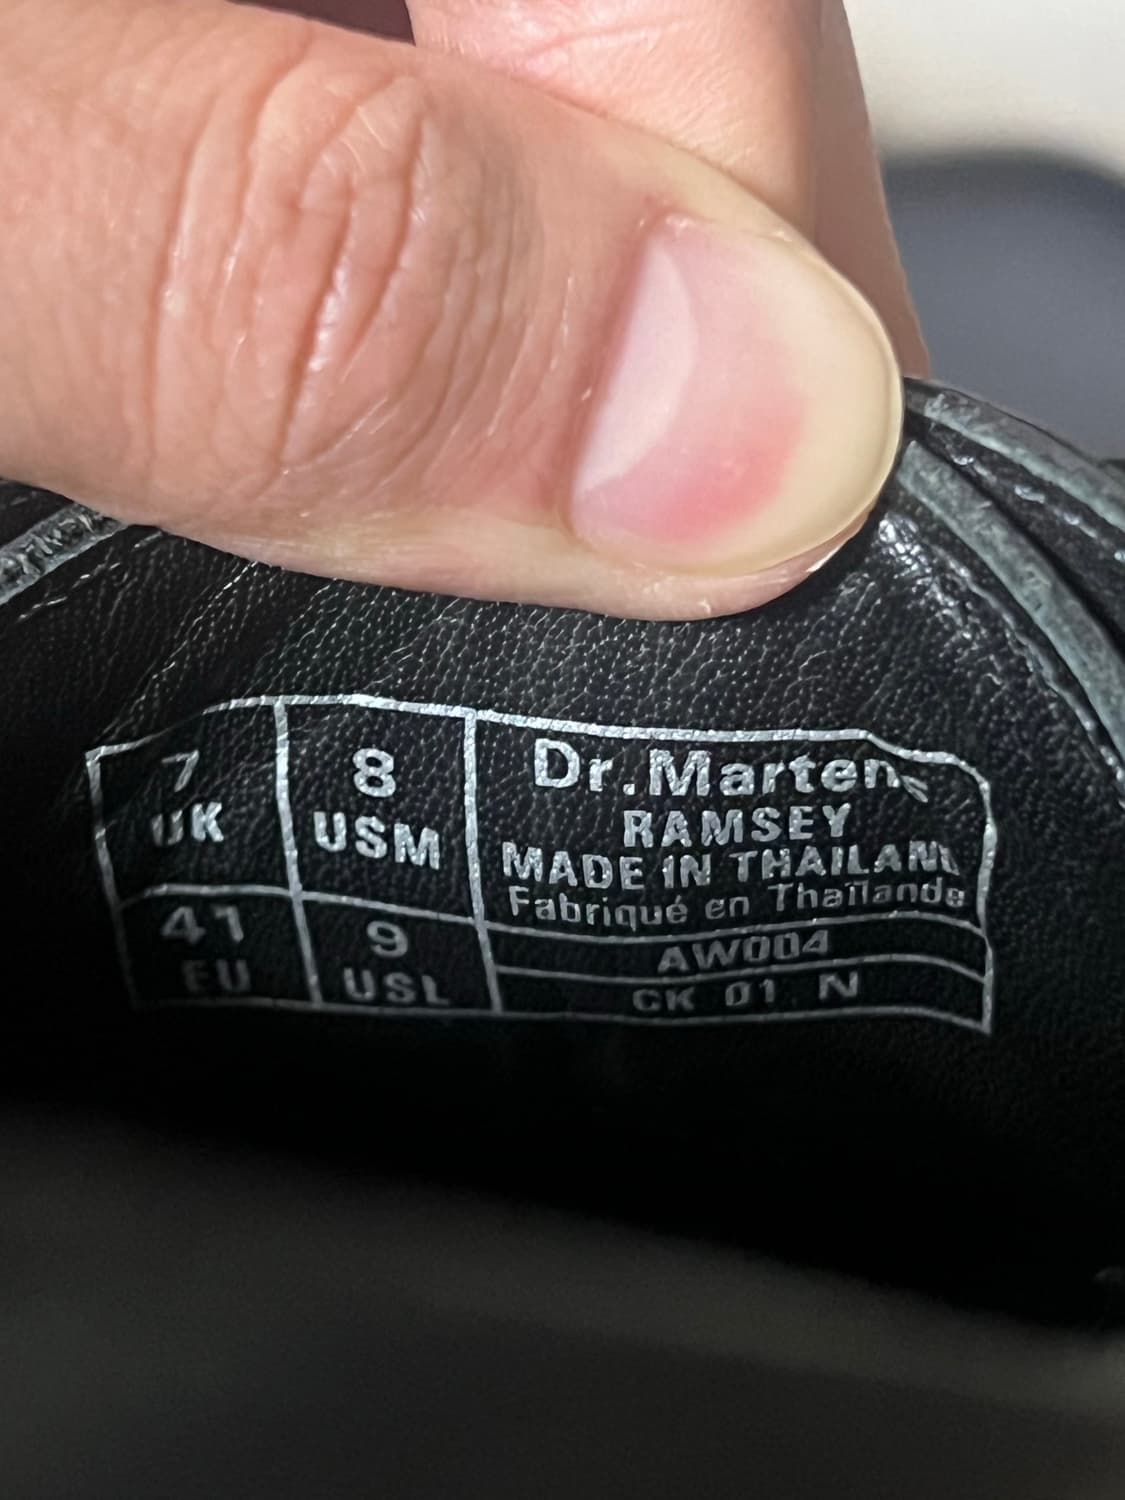 7
UK
8
USM
41
EU
9
USL
Dr.Martens
RAMSEY
MADE IN THAILAND
Fabriqué en Thaïlande
AW004
CK 01 N